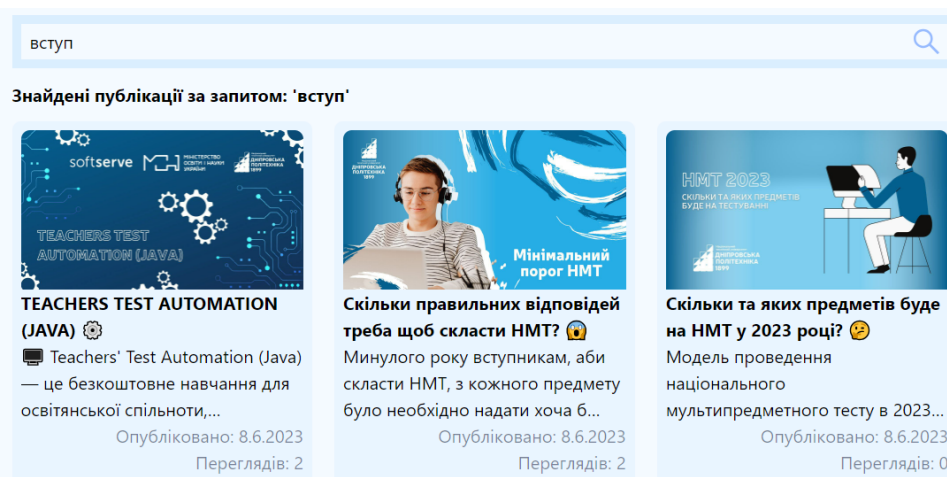 вступ
Знайдені публікації за запитом: 'вступ'
softserve
МІНІСТЕРСТВО
ОСВІТИ І НАУКИ
УКРАЇНИ
ДНІПРОВСЬКА
ПОЛІТЕХНІКА
1899
TEACHERS TEST
AUTOMATION (JAVA)
TEACHERS TEST AUTOMATION
(JAVA) ⚙️
🖥️ Teachers' Test Automation (Java)
— це безкоштовне навчання для
освітянської спільноти,...
Опубліковано: 8.6.2023
Переглядів: 2
ДНІПРОВСЬКА
ПОЛІТЕХНІКА
1899
Мінімальний
поріг НМТ
Скільки правильних відповідей
треба щоб скласти НМТ? 😱
Минулого року вступникам, аби
скласти НМТ, з кожного предмету
було необхідно надати хоча б...
Опубліковано: 8.6.2023
Переглядів: 2
НМТ 2023
СКІЛЬКИ ТА ЯКИХ ПРЕДМЕТІВ
БУДЕ НА ТЕСТУВАННІ
ДНІПРОВСЬКА
ПОЛІТЕХНІКА
1899
Скільки та яких предметів буде
на НМТ у 2023 році? 🤔
Модель проведення
національного
мультипредметного тесту в 2023...
Опубліковано: 8.6.2023
Переглядів: 0